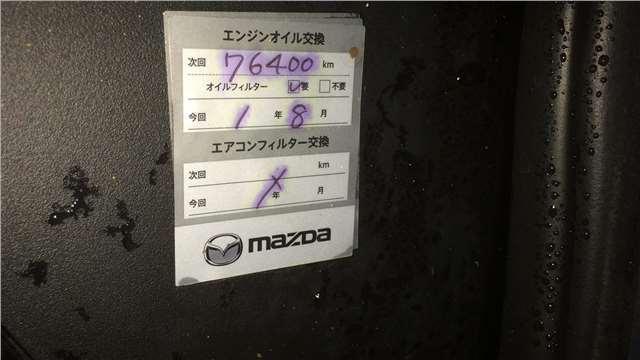 エンジンオイル交換
次回 76400 km
オイルフィルター 要 不要
今回 1 年 8 月
エアコンフィルター交換
次回 km
今回 年 月
mazda